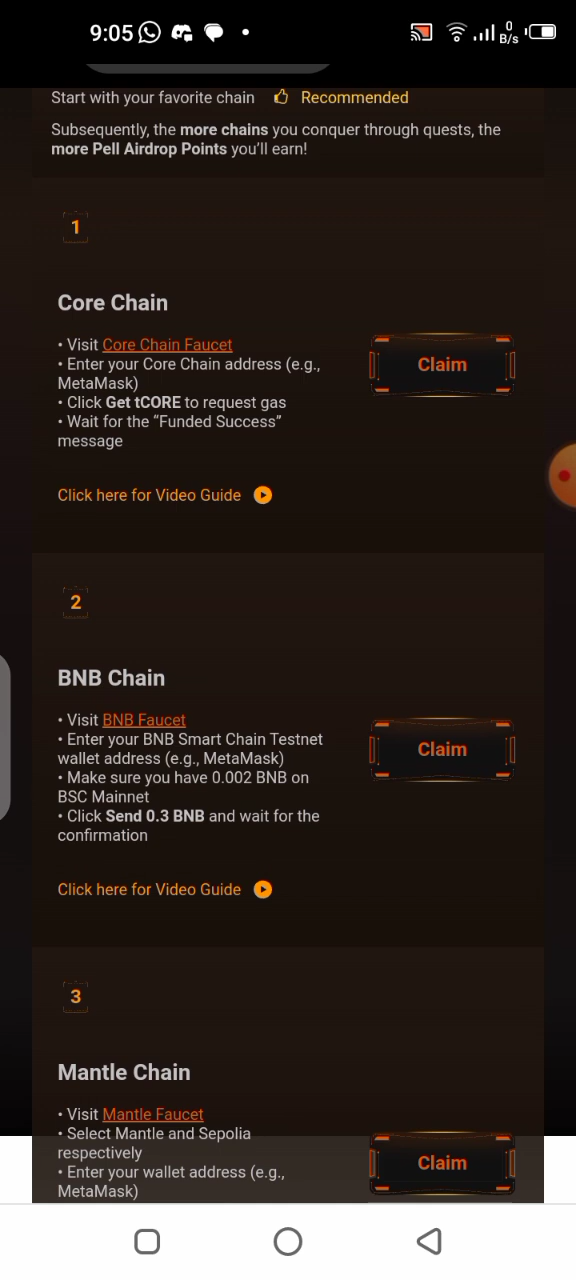 9:05
0
B/s
Start with your favorite chain Recommended
Subsequently, the more chains you conquer through quests, the
more Pell Airdrop Points you’ll earn!
1
Core Chain
• Visit Core Chain Faucet
• Enter your Core Chain address (e.g.,
MetaMask)
• Click Get tCORE to request gas
• Wait for the “Funded Success”
message
Claim
Click here for Video Guide
2
BNB Chain
• Visit BNB Faucet
• Enter your BNB Smart Chain Testnet
wallet address (e.g., MetaMask)
• Make sure you have 0.002 BNB on
BSC Mainnet
• Click Send 0.3 BNB and wait for the
confirmation
Claim
Click here for Video Guide
3
Mantle Chain
• Visit Mantle Faucet
• Select Mantle and Sepolia
respectively
• Enter your wallet address (e.g.,
MetaMask)
Claim